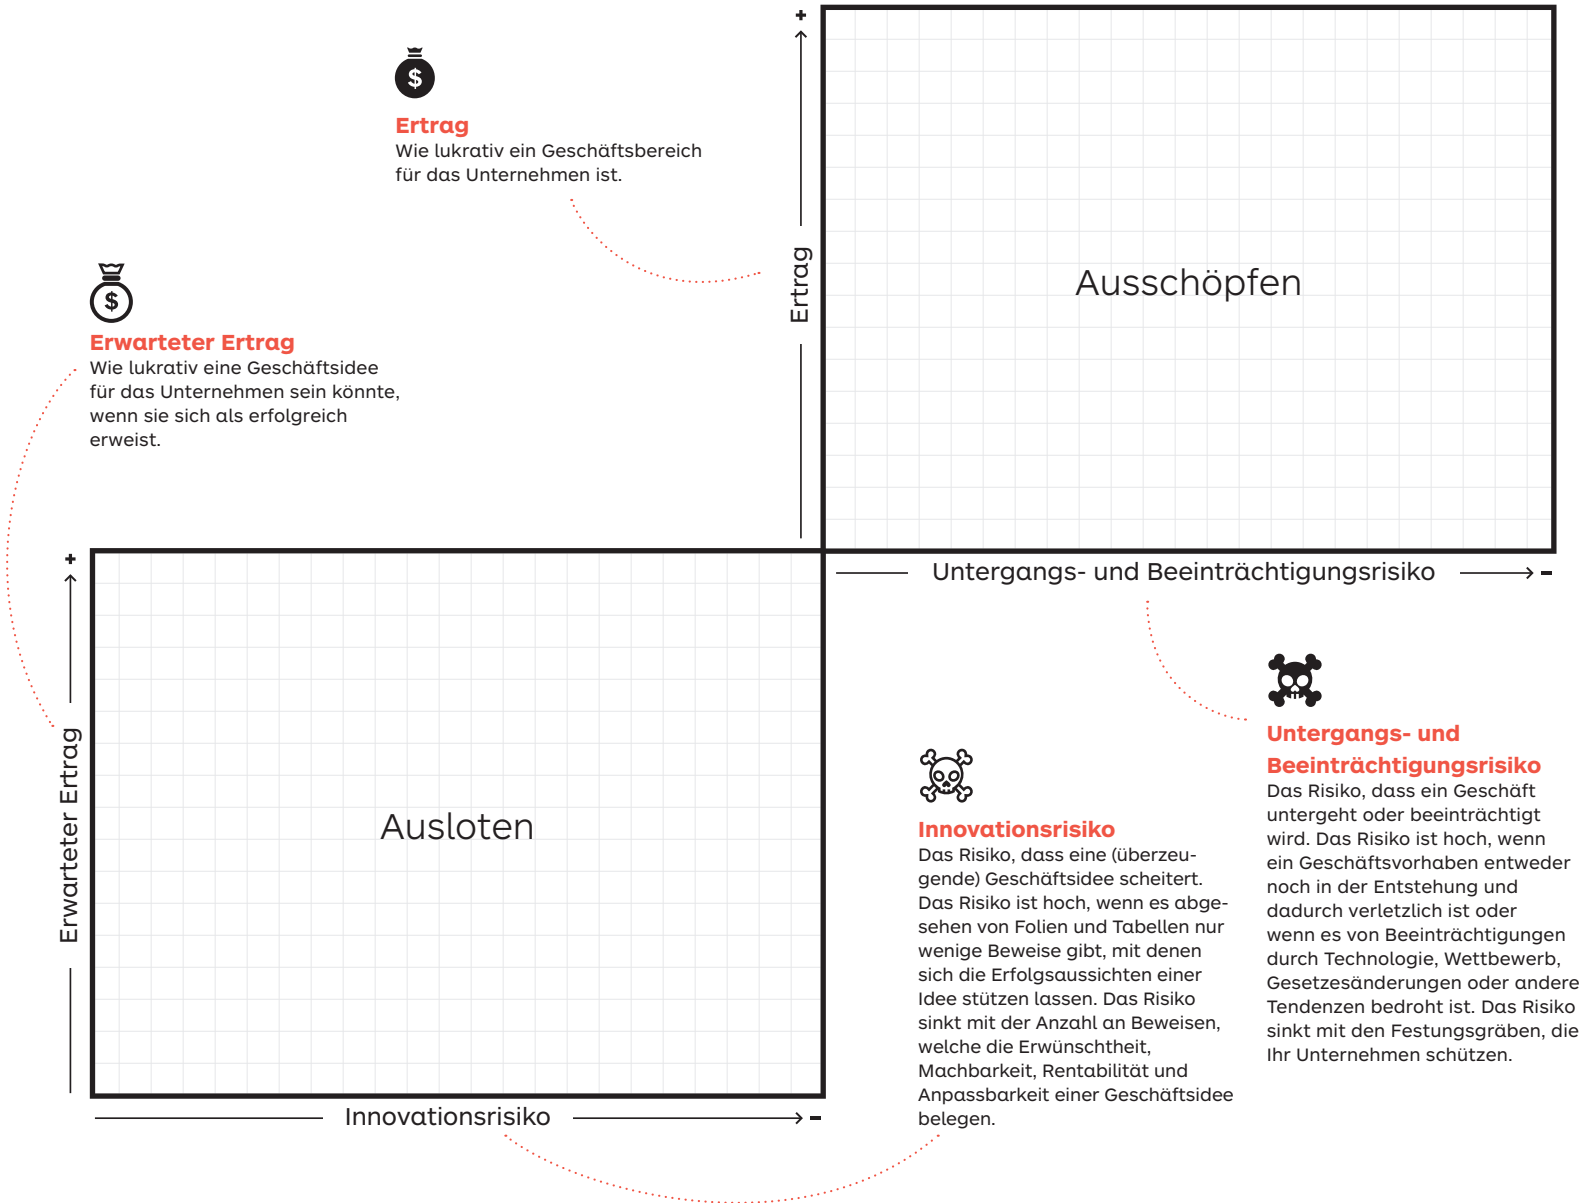 Ertrag
Wie lukrativ ein Geschäftsbereich
für das Unternehmen ist.
Erwarteter Ertrag
Wie lukrativ eine Geschäftsidee
für das Unternehmen sein könnte,
wenn sie sich als erfolgreich
erweist.
+
Ertrag
Ausschöpfen
Untergangs- und Beeinträchtigungsrisiko
-
+
Erwarteter Ertrag
Ausloten
Innovationsrisiko
-
Innovationsrisiko
Das Risiko, dass eine (überzeu-
gende) Geschäftsidee scheitert.
Das Risiko ist hoch, wenn es abge-
sehen von Folien und Tabellen nur
wenige Beweise gibt, mit denen
sich die Erfolgsaussichten einer
Idee stützen lassen. Das Risiko
sinkt mit der Anzahl an Beweisen,
welche die Erwünschtheit,
Machbarkeit, Rentabilität und
Anpassbarkeit einer Geschäftsidee
belegen.
Untergangs- und
Beeinträchtigungsrisiko
Das Risiko, dass ein Geschäft
untergeht oder beeinträchtigt
wird. Das Risiko ist hoch, wenn
ein Geschäftsvorhaben entweder
noch in der Entstehung und
dadurch verletzlich ist oder
wenn es von Beeinträchtigungen
durch Technologie, Wettbewerb,
Gesetzesänderungen oder andere
Tendenzen bedroht ist. Das Risiko
sinkt mit den Festungsgräben, die
Ihr Unternehmen schützen.